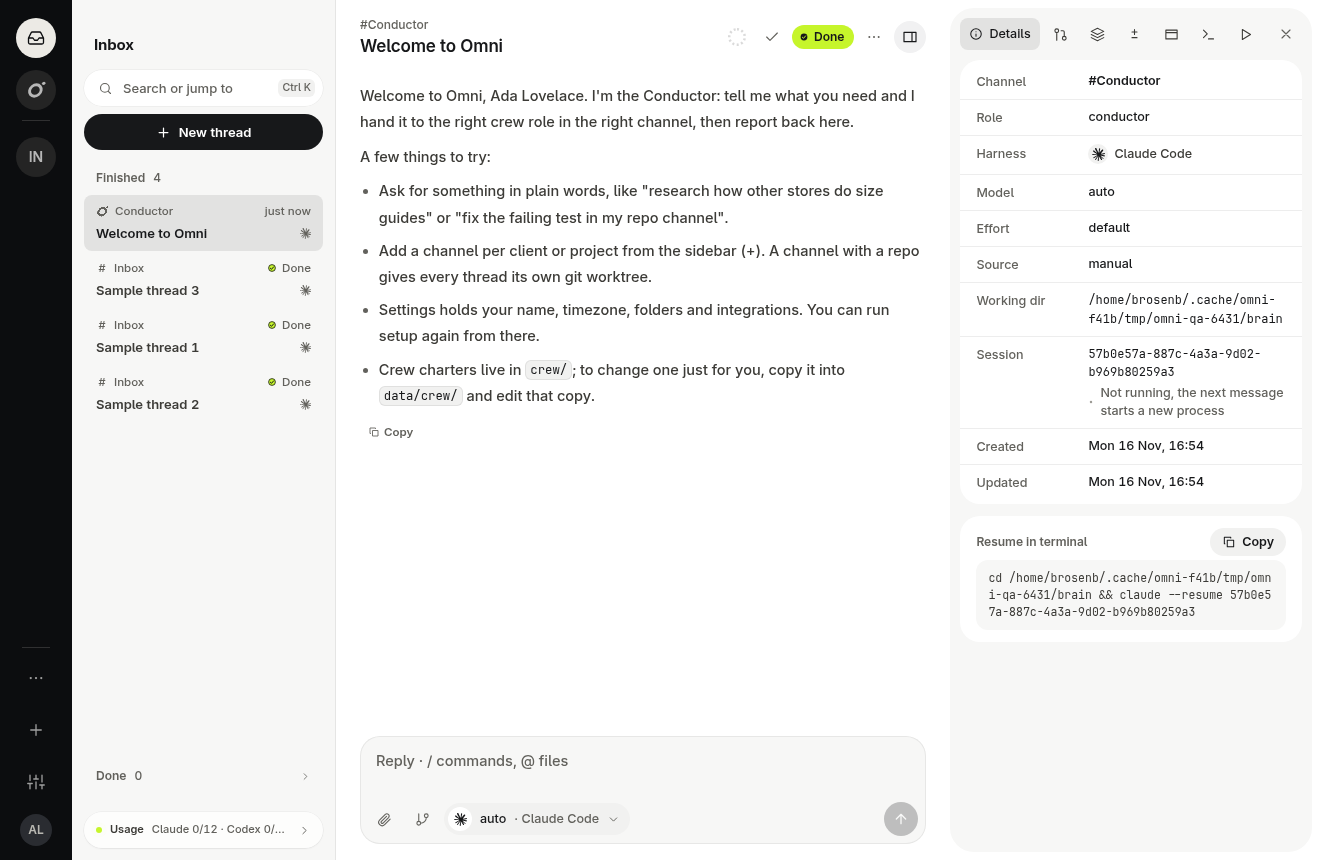 IN
AL
Inbox
Search or jump to
Ctrl K
New thread
Finished 4
Conductor just now
Welcome to Omni
# Inbox Done
Sample thread 3
# Inbox Done
Sample thread 1
# Inbox Done
Sample thread 2
Done 0
Usage Claude 0/12 · Codex 0/...
#Conductor
Welcome to Omni
Done
Welcome to Omni, Ada Lovelace. I'm the Conductor: tell me what you need and I
hand it to the right crew role in the right channel, then report back here.
A few things to try:
• Ask for something in plain words, like "research how other stores do size
guides" or "fix the failing test in my repo channel".
• Add a channel per client or project from the sidebar (+). A channel with a repo
gives every thread its own git worktree.
• Settings holds your name, timezone, folders and integrations. You can run
setup again from there.
• Crew charters live in crew/; to change one just for you, copy it into
data/crew/ and edit that copy.
Copy
Reply · / commands, @ files
auto · Claude Code
Details
Channel #Conductor
Role conductor
Harness Claude Code
Model auto
Effort default
Source manual
Working dir /home/brosenb/.cache/omni-
f41b/tmp/omni-qa-6431/brain
Session 57b0e57a-887c-4a3a-9d02-
b969b80259a3
· Not running, the next message
starts a new process
Created Mon 16 Nov, 16:54
Updated Mon 16 Nov, 16:54
Resume in terminal Copy
cd /home/brosenb/.cache/omni-f41b/tmp/omn
i-qa-6431/brain && claude --resume 57b0e5
7a-887c-4a3a-9d02-b969b80259a3